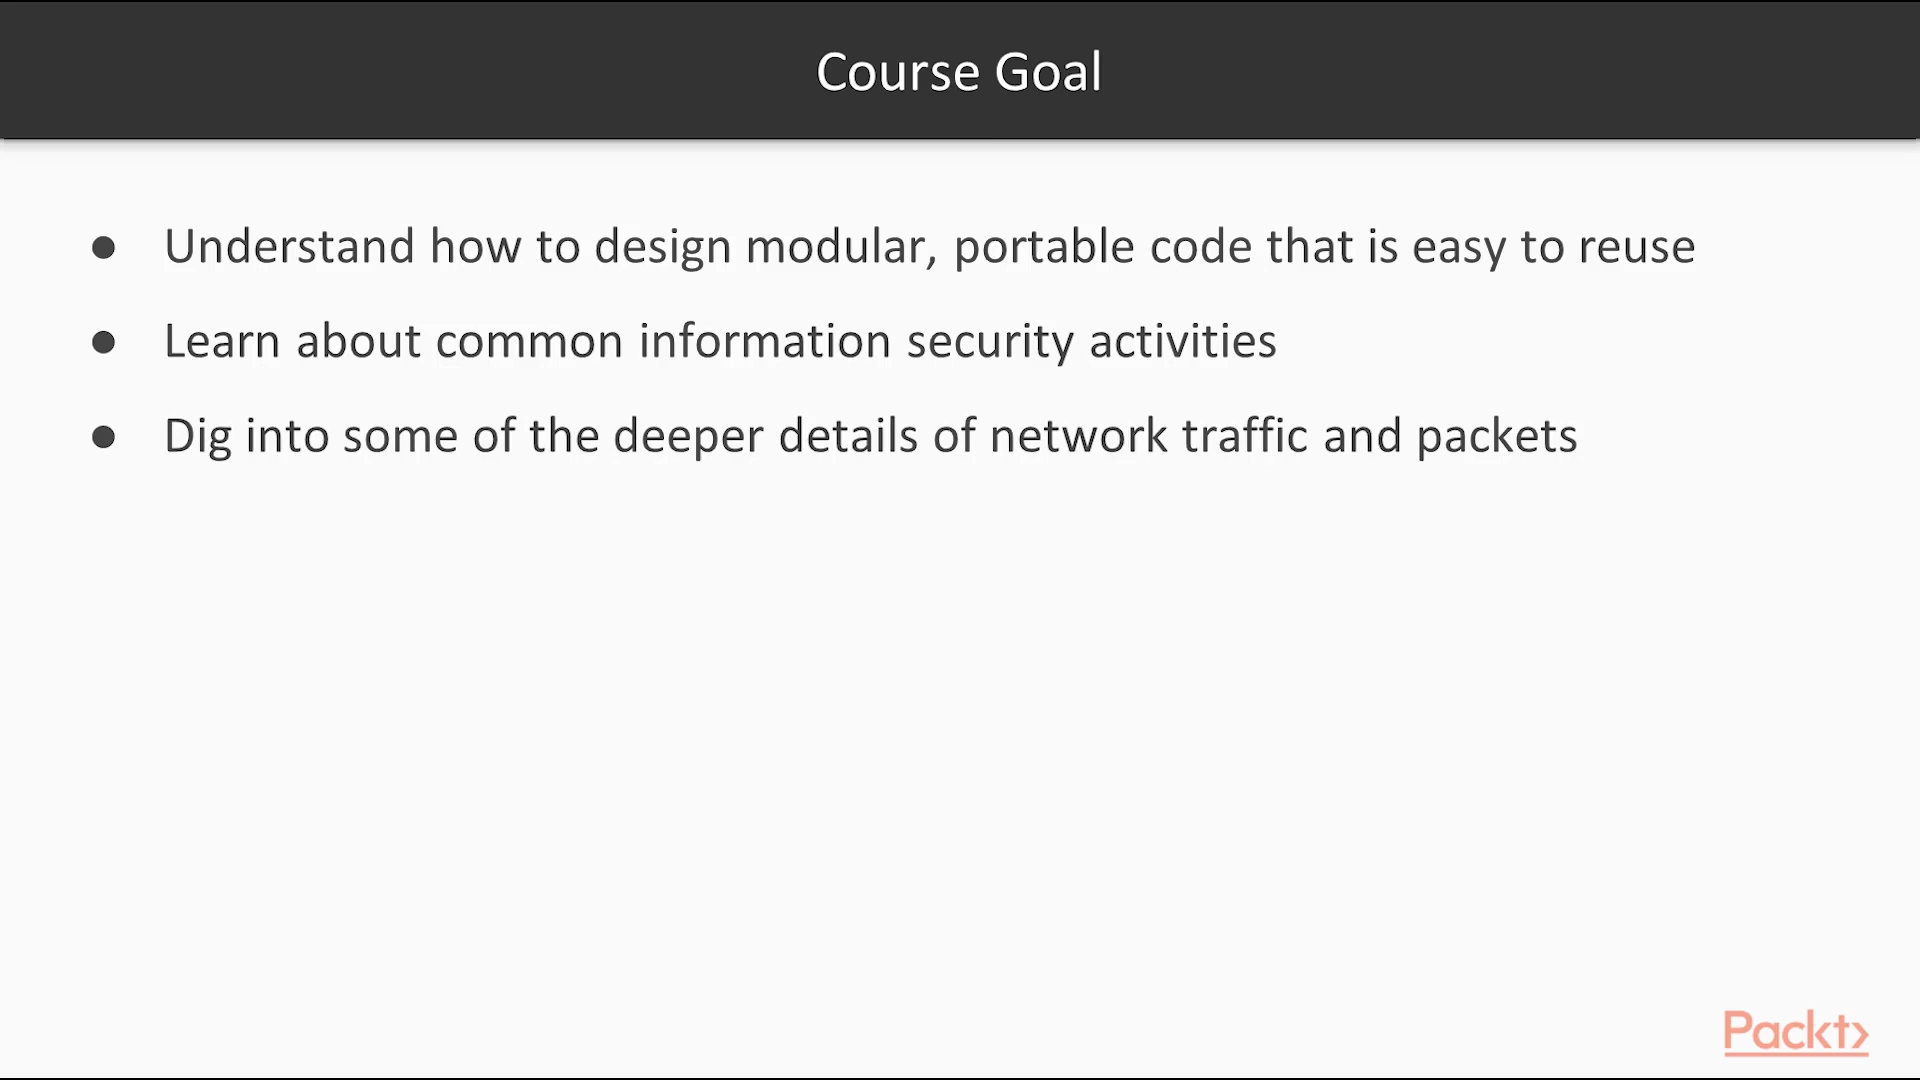 Course Goal
● Understand how to design modular, portable code that is easy to reuse
● Learn about common information security activities
● Dig into some of the deeper details of network traffic and packets
Packt>